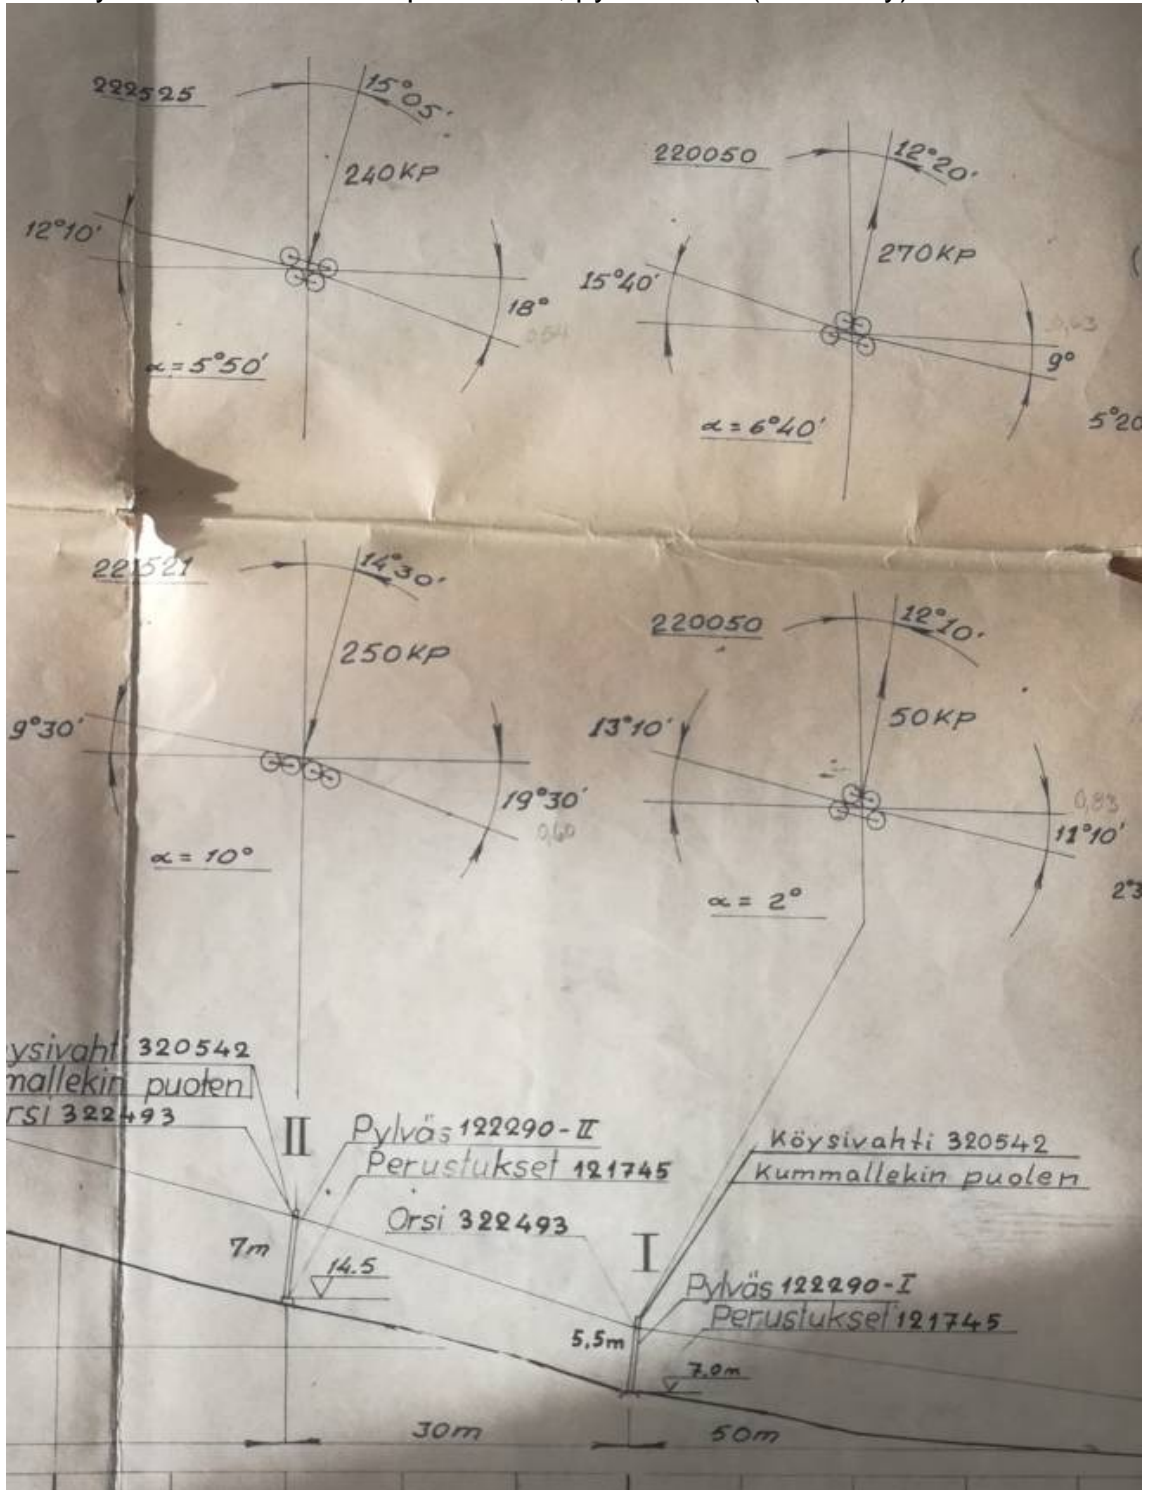 222525
15°05'
240KP
12°10'
18°
0,54
α = 5°50'
220050
12°20'
270KP
15°40'
0,63
9°
α = 6°40'
5°20
221521
14°30'
250KP
9°30'
19°30'
0,60
α = 10°
220050
12°10'
50KP
13°10'
0,83
11°10'
α = 2°
2°3
ysivahti 320542
mallekin puolen
rsi 322493
II
Pylväs 122290-II
Perustukset 121745
Orsi 322493
7m
14.5
I
Köysivahti 320542
Kummallekin puolen
Pylväs 122290-I
Perustukset 121745
5,5m
7,0m
30m
50m